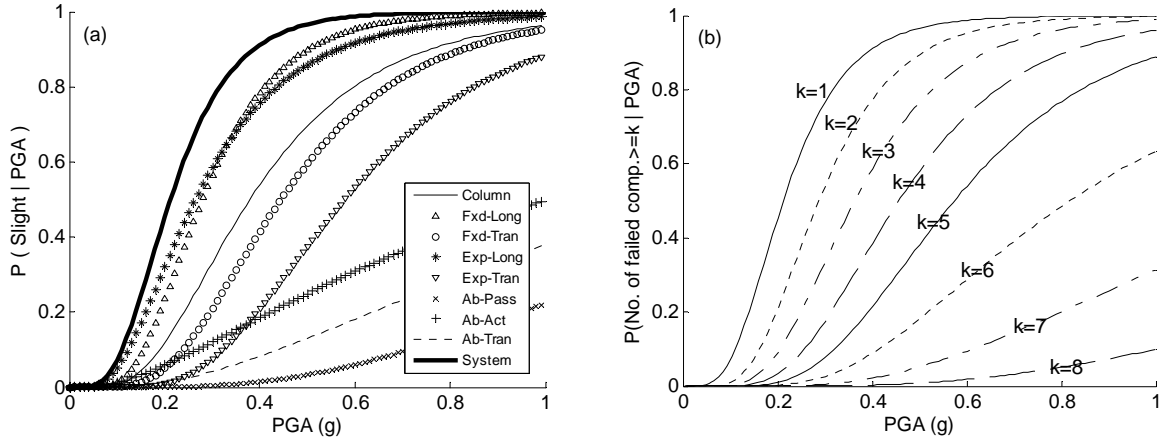 (a)
P ( Slight | PGA )
1
0.8
0.6
0.4
0.2
0
0 0.2 0.4 0.6 0.8 1
PGA (g)
Column
Fxd-Long
Fxd-Tran
Exp-Long
Exp-Tran
Ab-Pass
Ab-Act
Ab-Tran
System
(b)
P(No. of failed comp.>=k | PGA)
1
0.8
0.6
0.4
0.2
0
k=1
k=2
k=3
k=4
k=5
k=6
k=7
k=8
0 0.2 0.4 0.6 0.8 1
PGA (g)